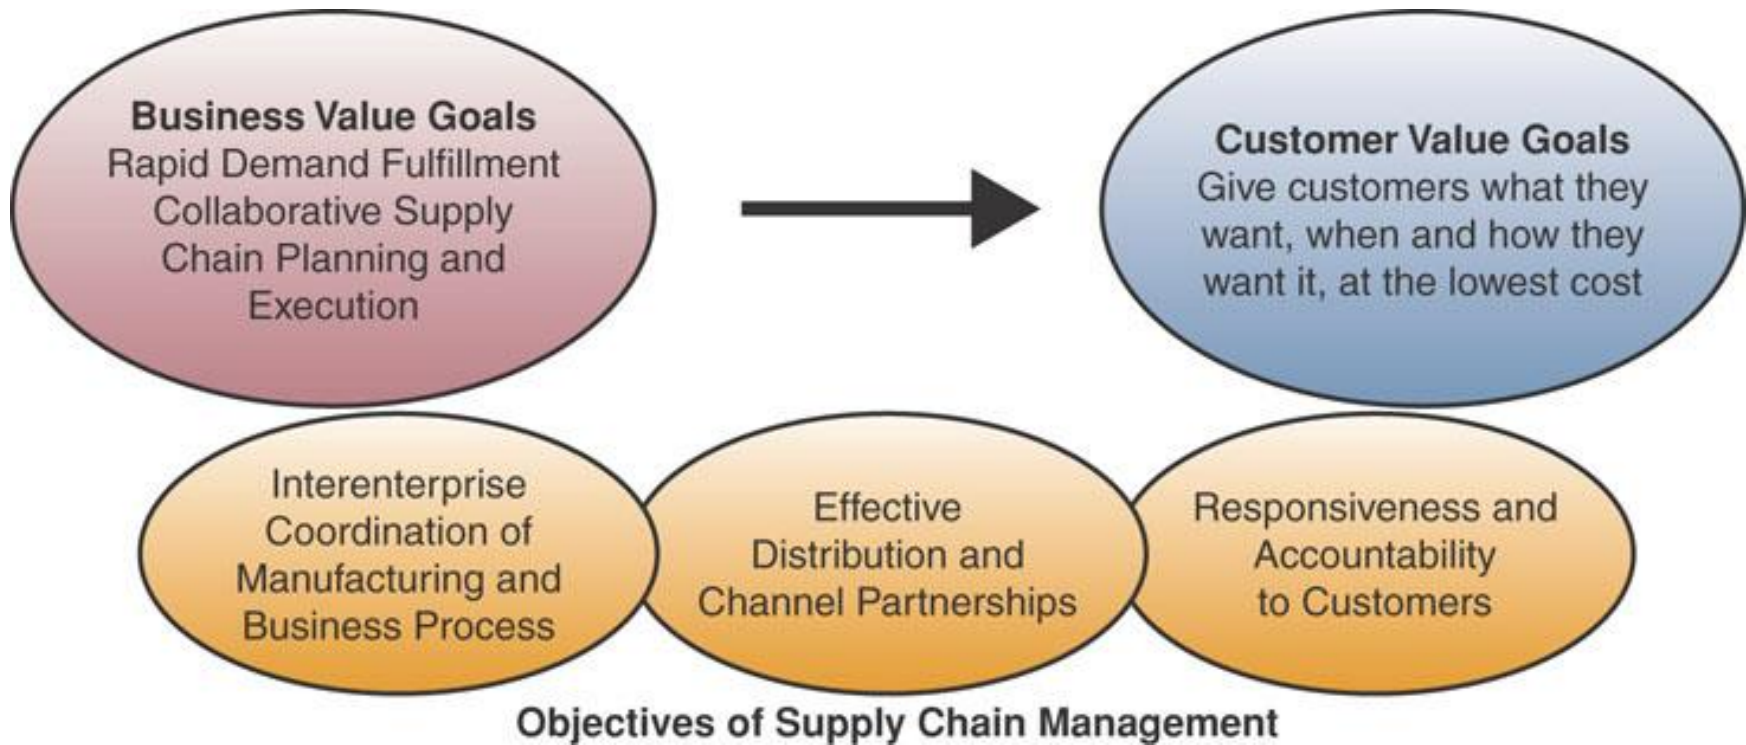 Business Value Goals
Rapid Demand Fulfillment
Collaborative Supply
Chain Planning and
Execution
Customer Value Goals
Give customers what they
want, when and how they
want it, at the lowest cost
Interenterprise
Coordination of
Manufacturing and
Business Process
Effective
Distribution and
Channel Partnerships
Responsiveness and
Accountability
to Customers
Objectives of Supply Chain Management